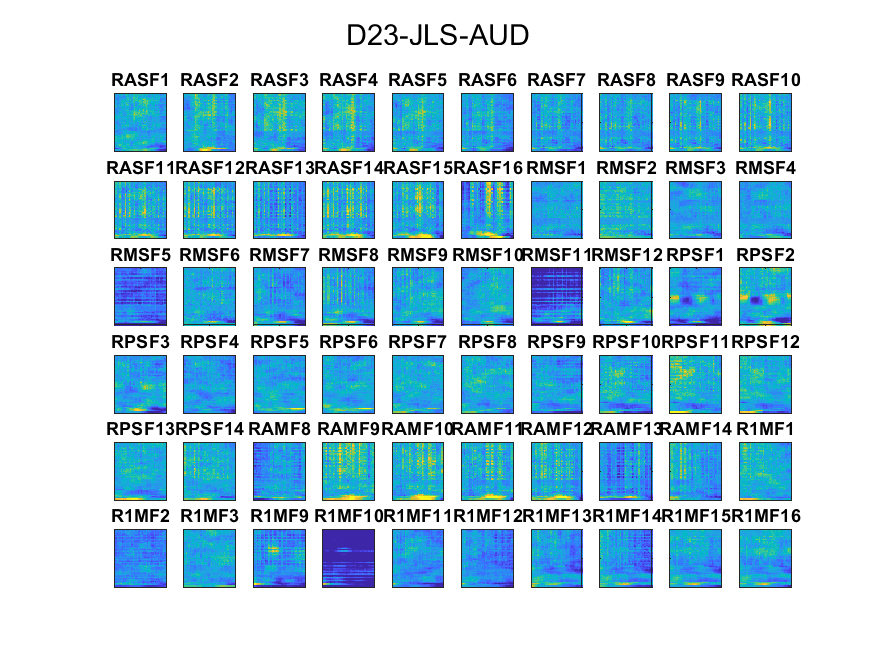 D23-JLS-AUD
RASF1 RASF2 RASF3 RASF4 RASF5 RASF6 RASF7 RASF8 RASF9 RASF10
RASF11 RASF12 RASF13 RASF14 RASF15 RASF16 RMSF1 RMSF2 RMSF3 RMSF4
RMSF5 RMSF6 RMSF7 RMSF8 RMSF9 RMSF10 RMSF11 RMSF12 RPSF1 RPSF2
RPSF3 RPSF4 RPSF5 RPSF6 RPSF7 RPSF8 RPSF9 RPSF10 RPSF11 RPSF12
RPSF13 RPSF14 RAMF8 RAMF9 RAMF10 RAMF11 RAMF12 RAMF13 RAMF14 R1MF1
R1MF2 R1MF3 R1MF9 R1MF10 R1MF11 R1MF12 R1MF13 R1MF14 R1MF15 R1MF16